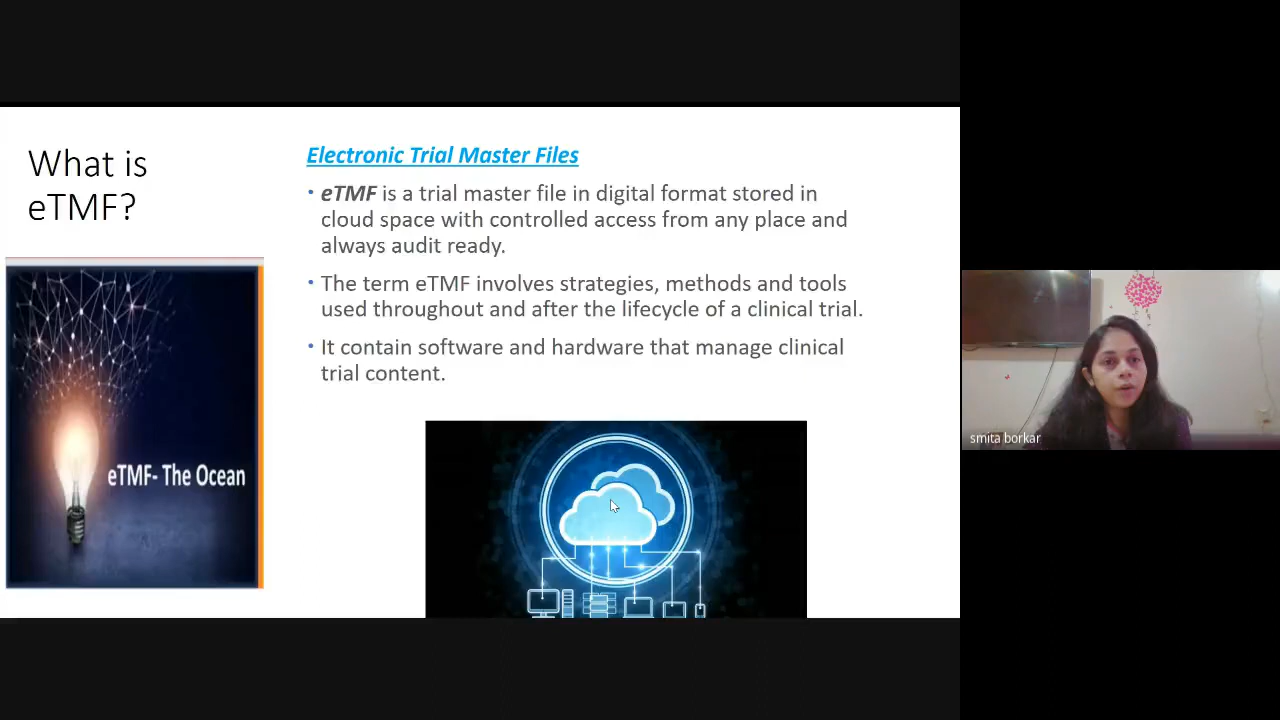 What is
eTMF?
Electronic Trial Master Files
• eTMF is a trial master file in digital format stored in
cloud space with controlled access from any place and
always audit ready.
• The term eTMF involves strategies, methods and tools
used throughout and after the lifecycle of a clinical trial.
• It contain software and hardware that manage clinical
trial content.
eTMF- The Ocean
smita borkar